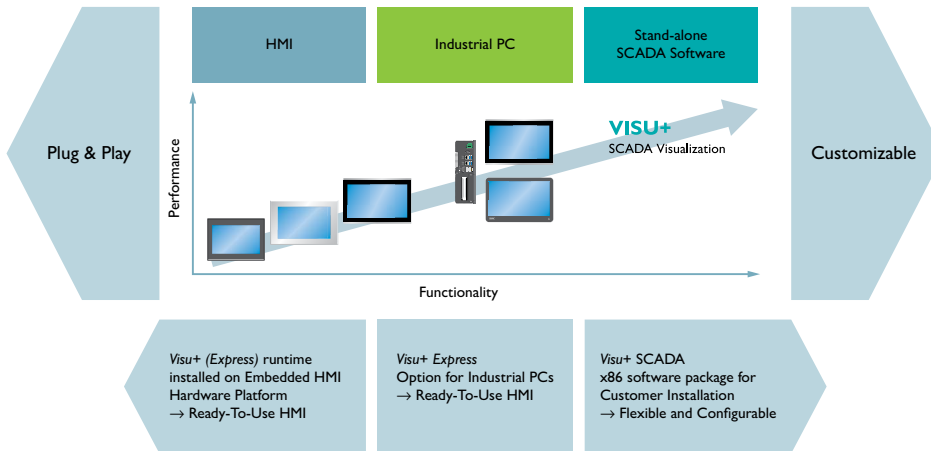 HMI
Industrial PC
Stand-alone
SCADA Software
Plug & Play
Performance
VISU+
SCADA Visualization
Customizable
Functionality
Visu+ (Express) runtime
installed on Embedded HMI
Hardware Platform
→ Ready-To-Use HMI
Visu+ Express
Option for Industrial PCs
→ Ready-To-Use HMI
Visu+ SCADA
x86 software package for
Customer Installation
→ Flexible and Configurable